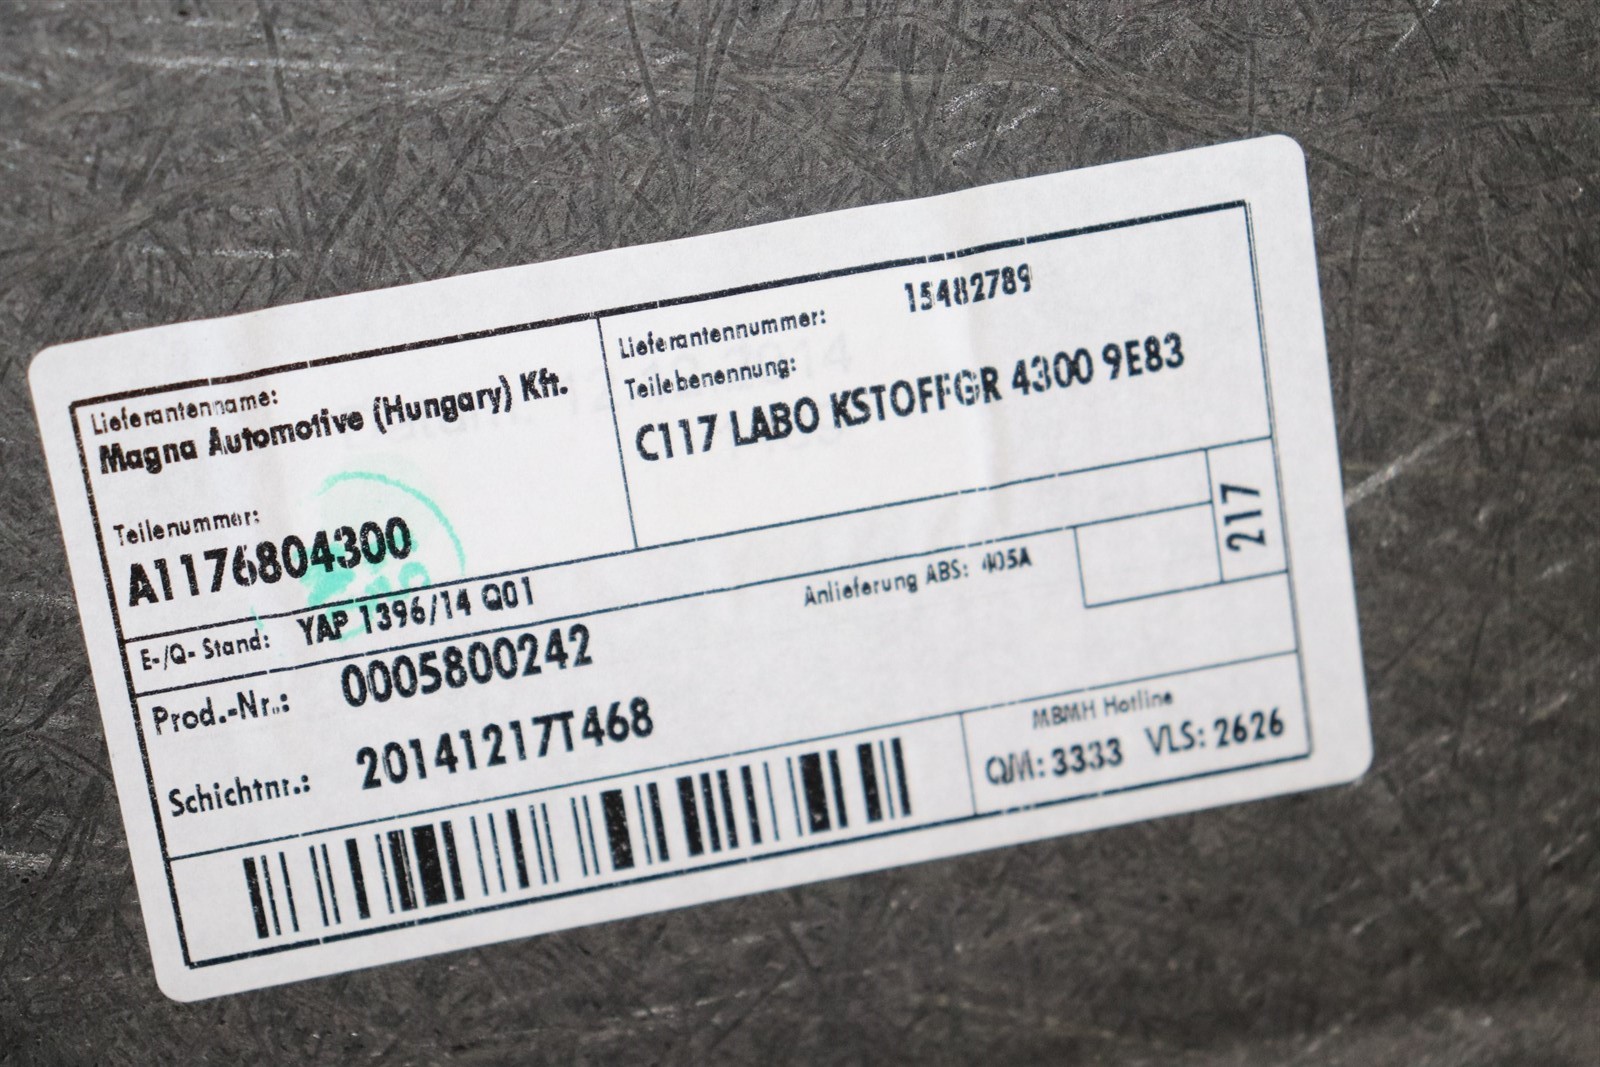 Lieferantenname:
Magna Automotive (Hungary) Kft.
Lieferantennummer: 15482789
Teilebenennung:
C117 LABO KSTOFFGR 4300 9E83
Teilenummer:
A1176804300
217
E-/Q- Stand: YAP 1396/14 Q01
Anlieferung ABS: 405A
Prod.-Nr.: 0005800242
Schichtnr.: 20141217T468
MBMH Hotline
QM: 3333 VLS: 2626